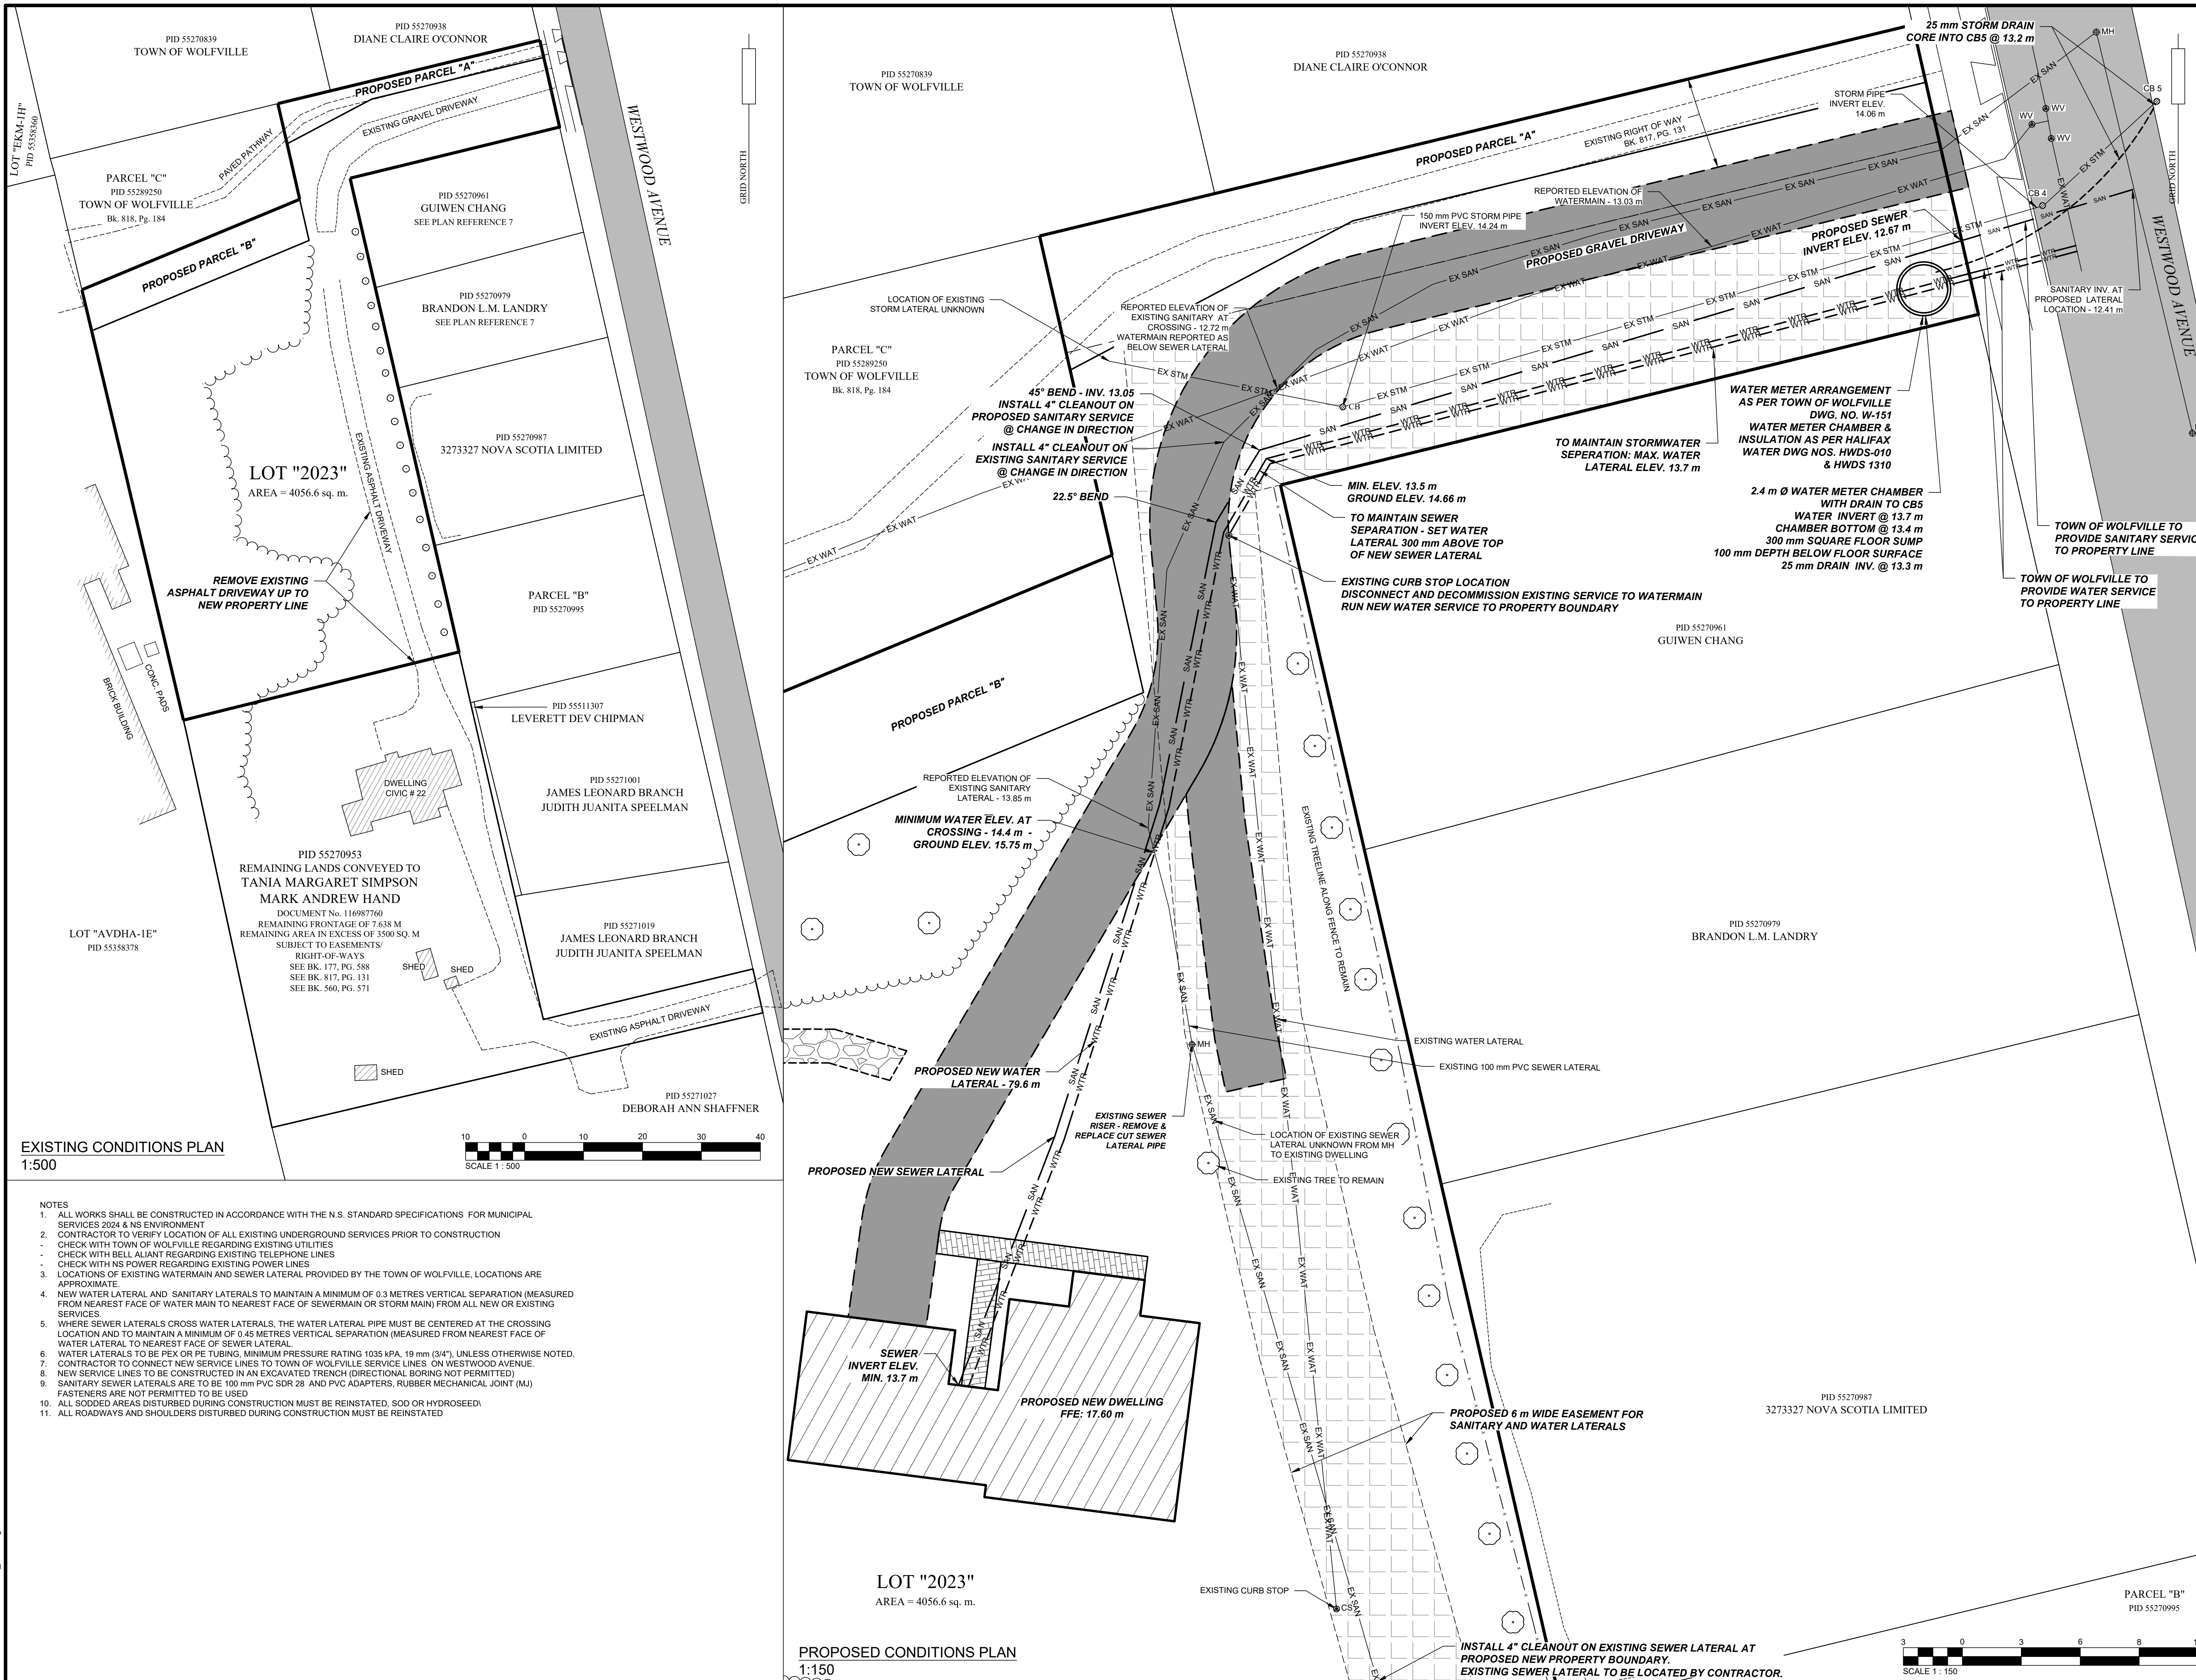 PID 55270839
TOWN OF WOLFVILLE
PID 55270938
DIANE CLAIRE O'CONNOR
LOT "EKM-1H"
PID 55358360
PROPOSED PARCEL "A"
EXISTING GRAVEL DRIVEWAY
PAVED PATHWAY
PARCEL "C"
PID 55289250
TOWN OF WOLFVILLE
Bk. 818, Pg. 184
PROPOSED PARCEL "B"
WESTWOOD AVENUE
GRID NORTH
PID 55270961
GUIWEN CHANG
SEE PLAN REFERENCE 7
PID 55270979
BRANDON L.M. LANDRY
SEE PLAN REFERENCE 7
PID 55270987
3273327 NOVA SCOTIA LIMITED
LOT "2023"
AREA = 4056.6 sq. m.
EXISTING ASPHALT DRIVEWAY
REMOVE EXISTING
ASPHALT DRIVEWAY UP TO
NEW PROPERTY LINE
PARCEL "B"
PID 55270995
CONC. PADS
BRICK BUILDING
PID 55511307
LEVERETT DEV CHIPMAN
DWELLING
CIVIC # 22
PID 55271001
JAMES LEONARD BRANCH
JUDITH JUANITA SPEELMAN
PID 55270953
REMAINING LANDS CONVEYED TO
TANIA MARGARET SIMPSON
MARK ANDREW HAND
DOCUMENT No. 116987760
REMAINING FRONTAGE OF 7.638 M
REMAINING AREA IN EXCESS OF 3500 SQ. M
SUBJECT TO EASEMENTS/
RIGHT-OF-WAYS
SEE BK. 177, PG. 588
SEE BK. 817, PG. 131
SEE BK. 560, PG. 571
LOT "AVDHA-1E"
PID 55358378
PID 55271019
JAMES LEONARD BRANCH
JUDITH JUANITA SPEELMAN
SHED
SHED
EXISTING ASPHALT DRIVEWAY
SHED
PID 55271027
DEBORAH ANN SHAFFNER
EXISTING CONDITIONS PLAN
1:500
10 0 10 20 30 40
SCALE 1 : 500
NOTES
1. ALL WORKS SHALL BE CONSTRUCTED IN ACCORDANCE WITH THE N.S. STANDARD SPECIFICATIONS FOR MUNICIPAL
SERVICES 2024 & NS ENVIRONMENT
2. CONTRACTOR TO VERIFY LOCATION OF ALL EXISTING UNDERGROUND SERVICES PRIOR TO CONSTRUCTION
- CHECK WITH TOWN OF WOLFVILLE REGARDING EXISTING UTILITIES
- CHECK WITH BELL ALIANT REGARDING EXISTING TELEPHONE LINES
- CHECK WITH NS POWER REGARDING EXISTING POWER LINES
3. LOCATIONS OF EXISTING WATERMAIN AND SEWER LATERAL PROVIDED BY THE TOWN OF WOLFVILLE, LOCATIONS ARE
APPROXIMATE.
4. NEW WATER LATERAL AND SANITARY LATERALS TO MAINTAIN A MINIMUM OF 0.3 METRES VERTICAL SEPARATION (MEASURED
FROM NEAREST FACE OF WATER MAIN TO NEAREST FACE OF SEWERMAIN OR STORM MAIN) FROM ALL NEW OR EXISTING
SERVICES.
5. WHERE SEWER LATERALS CROSS WATER LATERALS, THE WATER LATERAL PIPE MUST BE CENTERED AT THE CROSSING
LOCATION AND TO MAINTAIN A MINIMUM OF 0.45 METRES VERTICAL SEPARATION (MEASURED FROM NEAREST FACE OF
WATER LATERAL TO NEAREST FACE OF SEWER LATERAL.
6. WATER LATERALS TO BE PEX OR PE TUBING, MINIMUM PRESSURE RATING 1035 kPA, 19 mm (3/4"), UNLESS OTHERWISE NOTED.
7. CONTRACTOR TO CONNECT NEW SERVICE LINES TO TOWN OF WOLFVILLE SERVICE LINES ON WESTWOOD AVENUE.
8. NEW SERVICE LINES TO BE CONSTRUCTED IN AN EXCAVATED TRENCH (DIRECTIONAL BORING NOT PERMITTED)
9. SANITARY SEWER LATERALS ARE TO BE 100 mm PVC SDR 28 AND PVC ADAPTERS, RUBBER MECHANICAL JOINT (MJ)
FASTENERS ARE NOT PERMITTED TO BE USED
10. ALL SODDED AREAS DISTURBED DURING CONSTRUCTION MUST BE REINSTATED, SOD OR HYDROSEED\
11. ALL ROADWAYS AND SHOULDERS DISTURBED DURING CONSTRUCTION MUST BE REINSTATED
PID 55270839
TOWN OF WOLFVILLE
PID 55270938
DIANE CLAIRE O'CONNOR
25 mm STORM DRAIN
CORE INTO CB5 @ 13.2 m
MH
EX SAN
CB 5
STORM PIPE
INVERT ELEV.
14.06 m
WV
WV
WV
EX STM
EX WAT
CB 4
GRID NORTH
WESTWOOD AVENUE
PROPOSED PARCEL "A"
EXISTING RIGHT OF WAY
BK. 817, PG. 131
REPORTED ELEVATION OF
WATERMAIN - 13.03 m
150 mm PVC STORM PIPE
INVERT ELEV. 14.24 m
PROPOSED GRAVEL DRIVEWAY
PROPOSED SEWER
INVERT ELEV. 12.67 m
LOCATION OF EXISTING
STORM LATERAL UNKNOWN
REPORTED ELEVATION OF
EXISTING SANITARY AT
CROSSING - 12.72 m
WATERMAIN REPORTED AS
BELOW SEWER LATERAL
SANITARY INV. AT
PROPOSED LATERAL
LOCATION - 12.41 m
PARCEL "C"
PID 55289250
TOWN OF WOLFVILLE
Bk. 818, Pg. 184
CB
45° BEND - INV. 13.05
INSTALL 4" CLEANOUT ON
PROPOSED SANITARY SERVICE
@ CHANGE IN DIRECTION
INSTALL 4" CLEANOUT ON
EXISTING SANITARY SERVICE
@ CHANGE IN DIRECTION
22.5° BEND
WATER METER ARRANGEMENT
AS PER TOWN OF WOLFVILLE
DWG. NO. W-151
WATER METER CHAMBER &
INSULATION AS PER HALIFAX
WATER DWG NOS. HWDS-010
& HWDS 1310
TO MAINTAIN STORMWATER
SEPERATION: MAX. WATER
LATERAL ELEV. 13.7 m
MIN. ELEV. 13.5 m
GROUND ELEV. 14.66 m
TO MAINTAIN SEWER
SEPARATION - SET WATER
LATERAL 300 mm ABOVE TOP
OF NEW SEWER LATERAL
2.4 m Ø WATER METER CHAMBER
WITH DRAIN TO CB5
WATER INVERT @ 13.7 m
CHAMBER BOTTOM @ 13.4 m
300 mm SQUARE FLOOR SUMP
100 mm DEPTH BELOW FLOOR SURFACE
25 mm DRAIN INV. @ 13.3 m
TOWN OF WOLFVILLE TO
PROVIDE SANITARY SERVIC
TO PROPERTY LINE
TOWN OF WOLFVILLE TO
PROVIDE WATER SERVICE
TO PROPERTY LINE
EXISTING CURB STOP LOCATION
DISCONNECT AND DECOMMISSION EXISTING SERVICE TO WATERMAIN
RUN NEW WATER SERVICE TO PROPERTY BOUNDARY
PID 55270961
GUIWEN CHANG
PROPOSED PARCEL "B"
REPORTED ELEVATION OF
EXISTING SANITARY
LATERAL - 13.85 m
MINIMUM WATER ELEV. AT
CROSSING - 14.4 m -
GROUND ELEV. 15.75 m
EXISTING TREELINE ALONG FENCE TO REMAIN
PID 55270979
BRANDON L.M. LANDRY
MH
EXISTING WATER LATERAL
EXISTING 100 mm PVC SEWER LATERAL
PROPOSED NEW WATER
LATERAL - 79.6 m
EXISTING SEWER
RISER - REMOVE &
REPLACE CUT SEWER
LATERAL PIPE
LOCATION OF EXISTING SEWER
LATERAL UNKNOWN FROM MH
TO EXISTING DWELLING
PROPOSED NEW SEWER LATERAL
EXISTING TREE TO REMAIN
SAN
WTR
SEWER
INVERT ELEV.
MIN. 13.7 m
PROPOSED NEW DWELLING
FFE: 17.60 m
PROPOSED 6 m WIDE EASEMENT FOR
SANITARY AND WATER LATERALS
PID 55270987
3273327 NOVA SCOTIA LIMITED
LOT "2023"
AREA = 4056.6 sq. m.
EXISTING CURB STOP
CS
PARCEL "B"
PID 55270995
PROPOSED CONDITIONS PLAN
1:150
INSTALL 4" CLEANOUT ON EXISTING SEWER LATERAL AT
PROPOSED NEW PROPERTY BOUNDARY.
EXISTING SEWER LATERAL TO BE LOCATED BY CONTRACTOR.
3 0 3 6 8
SCALE 1 : 150